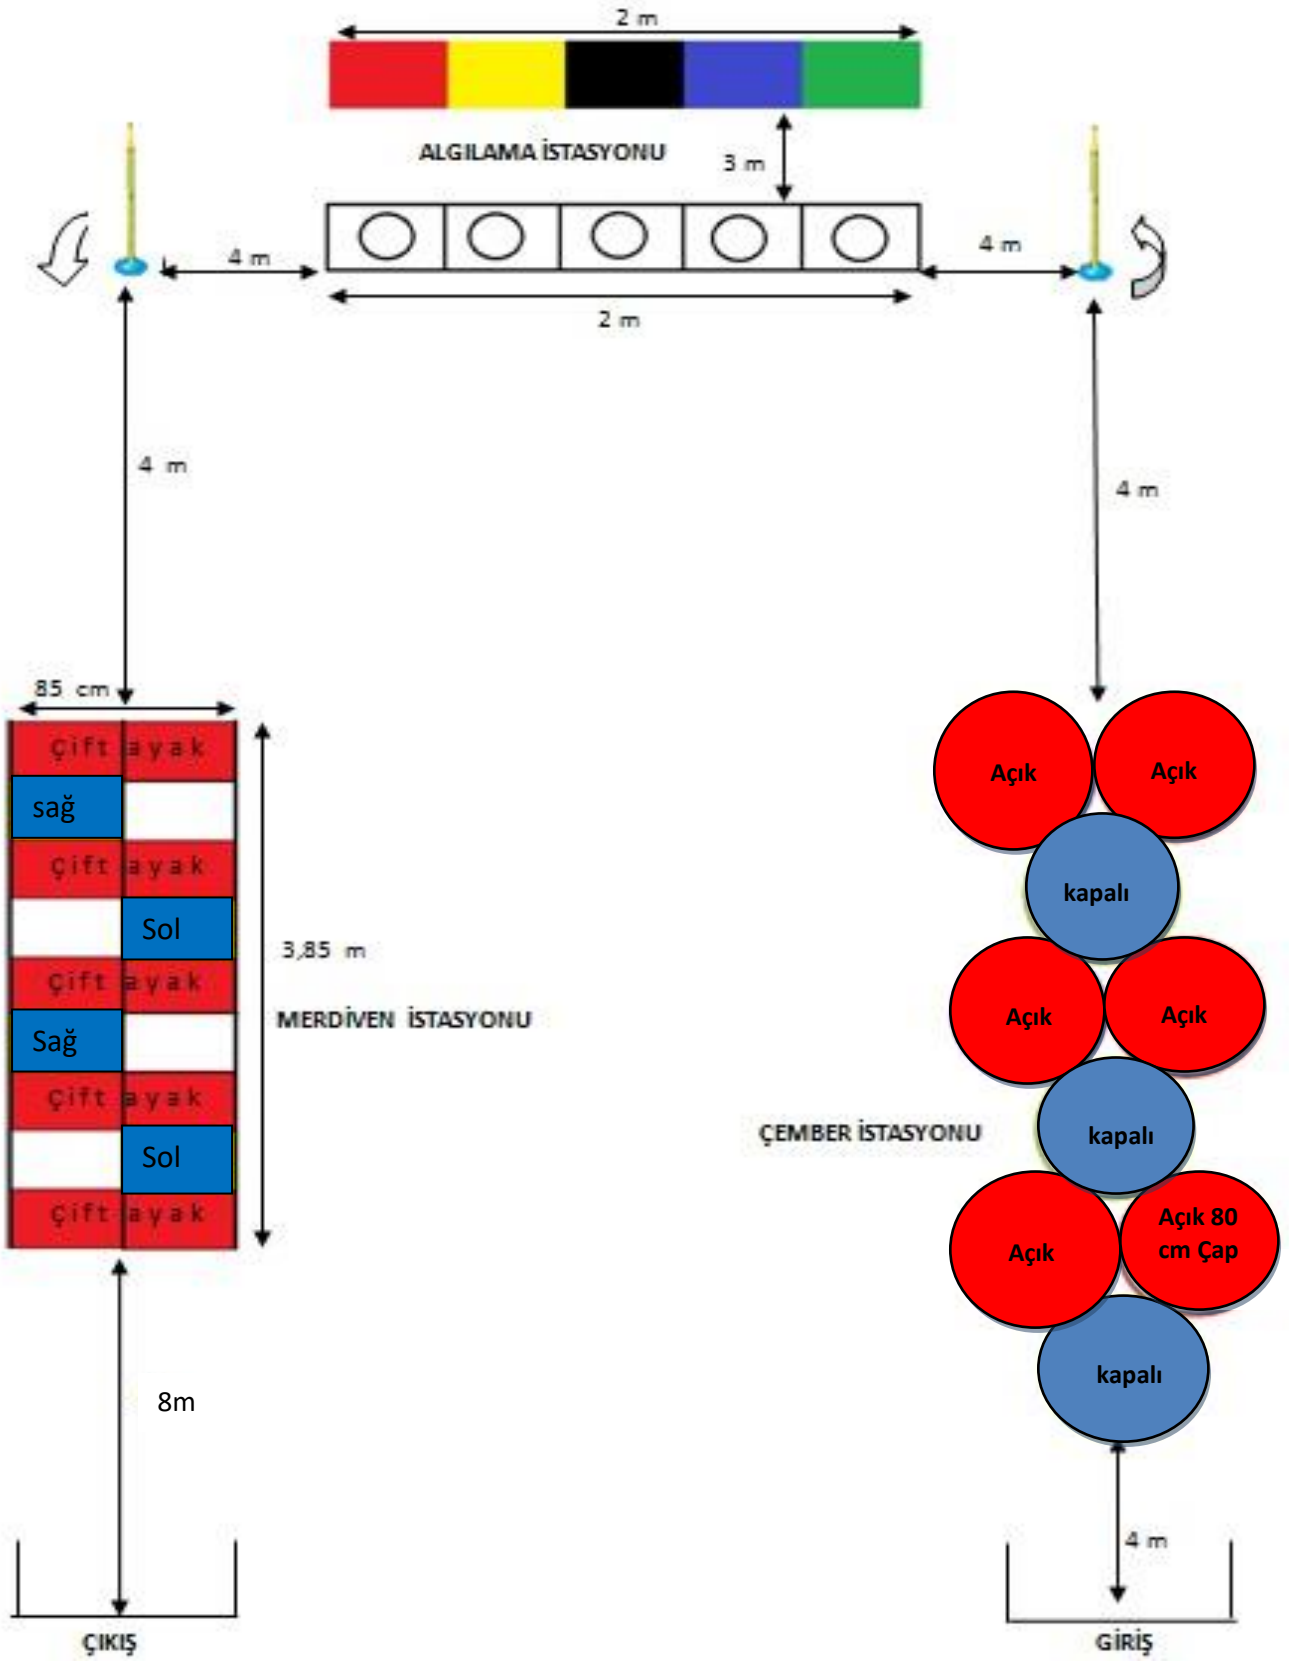 2 m
ALGILAMA İSTASYONU
3 m
4 m
4 m
2 m
4 m
4 m
85 cm
Çift ayak
sağ
Çift ayak
Sol
Çift ayak
Sağ
Çift ayak
Sol
Çift ayak
3,85 m
MERDİVEN İSTASYONU
8m
ÇIKIŞ
Açık
Açık
kapalı
Açık
Açık
kapalı
ÇEMBER İSTASYONU
Açık
Açık 80
cm Çap
kapalı
4 m
GİRİŞ